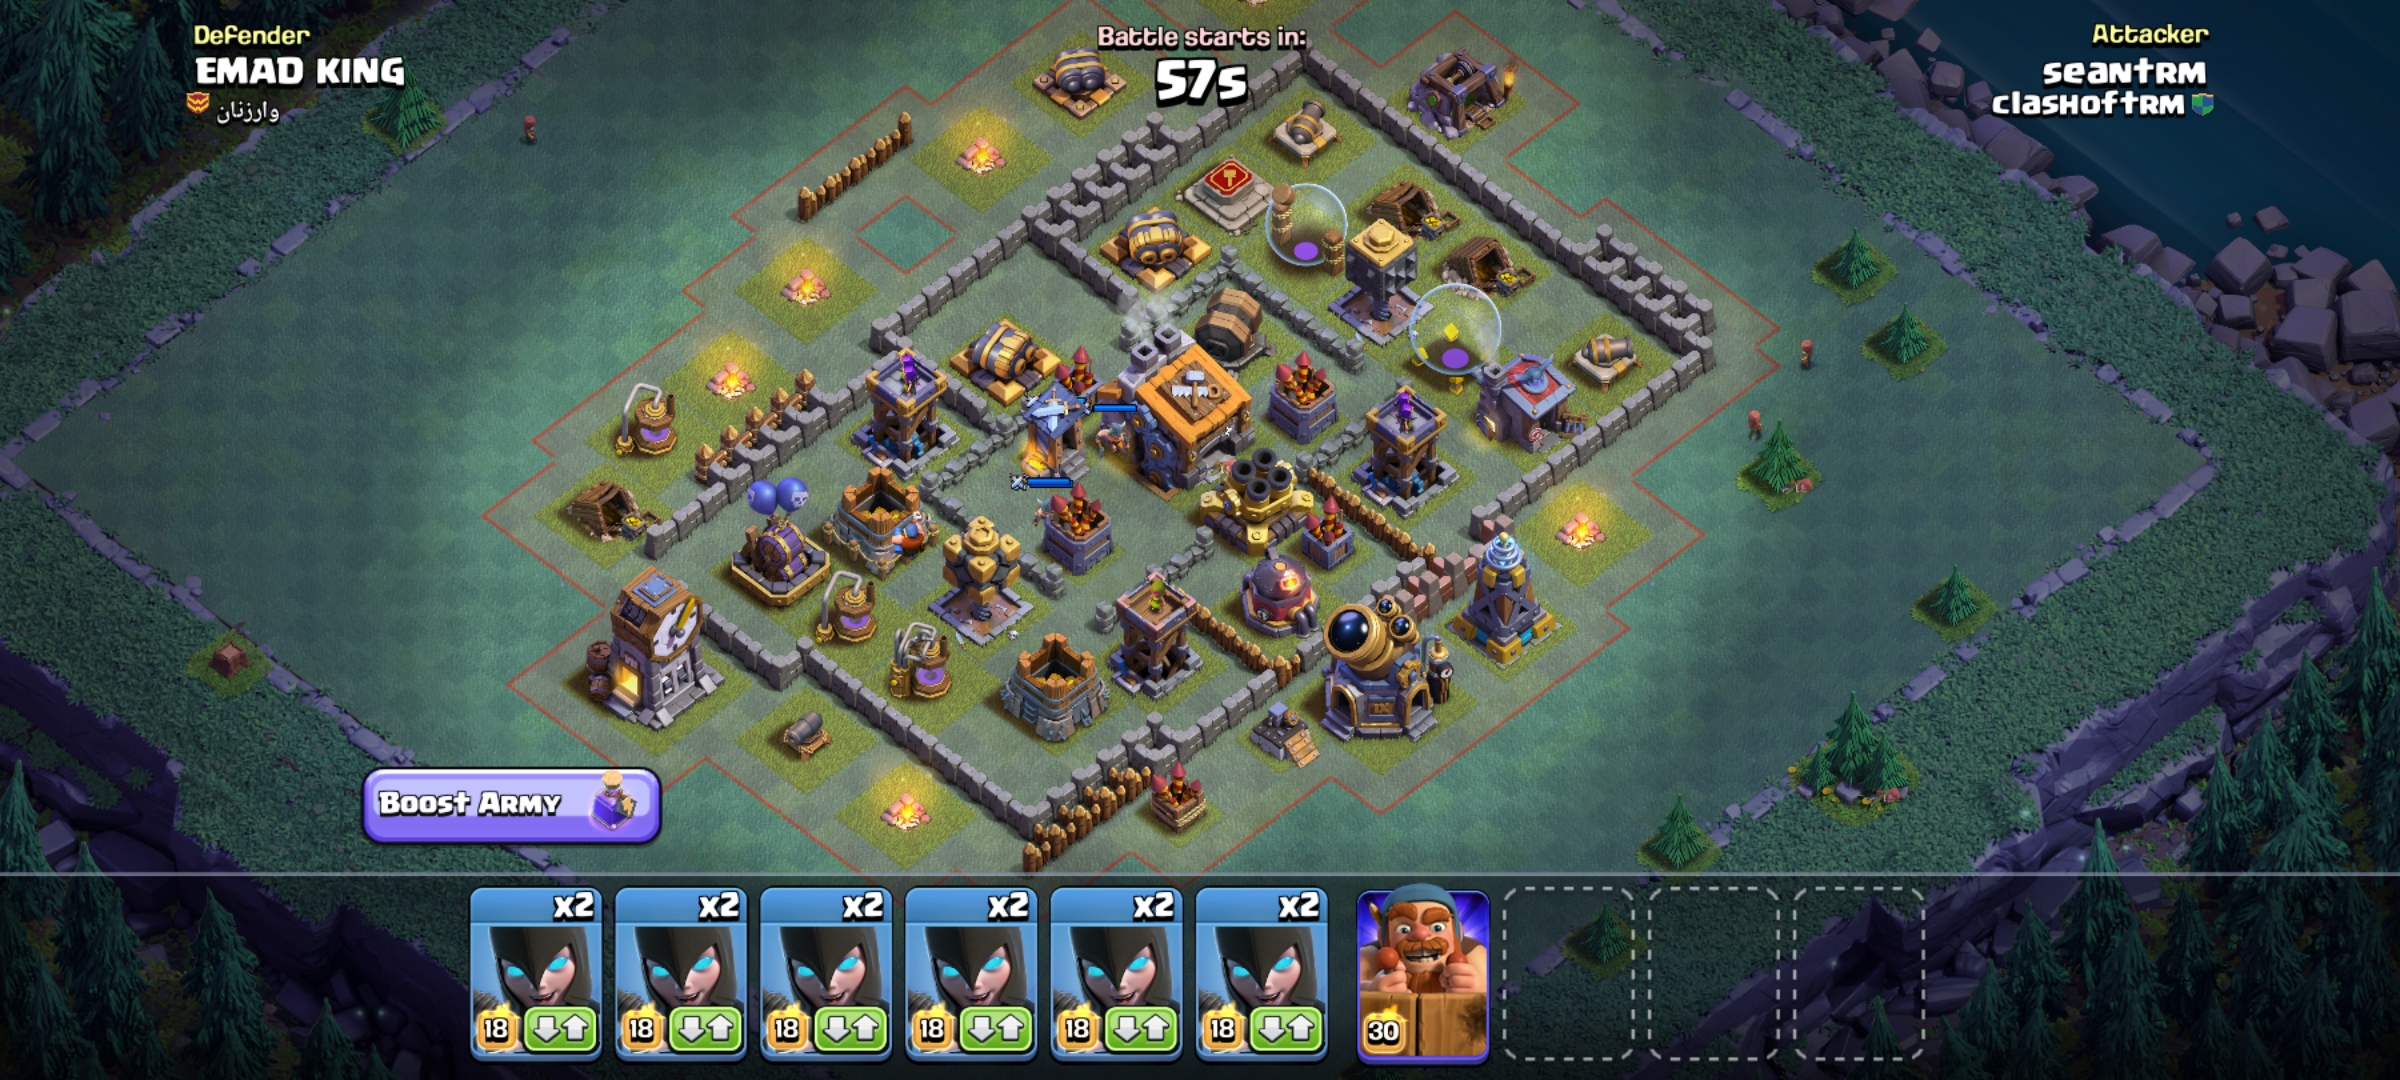 Defender
EMAD KING
وارزنان
Battle starts in:
57s
Attacker
seantRM
clashoftRM
Boost Army
x2
x2
x2
x2
x2
x2
18
18
18
18
18
18
30